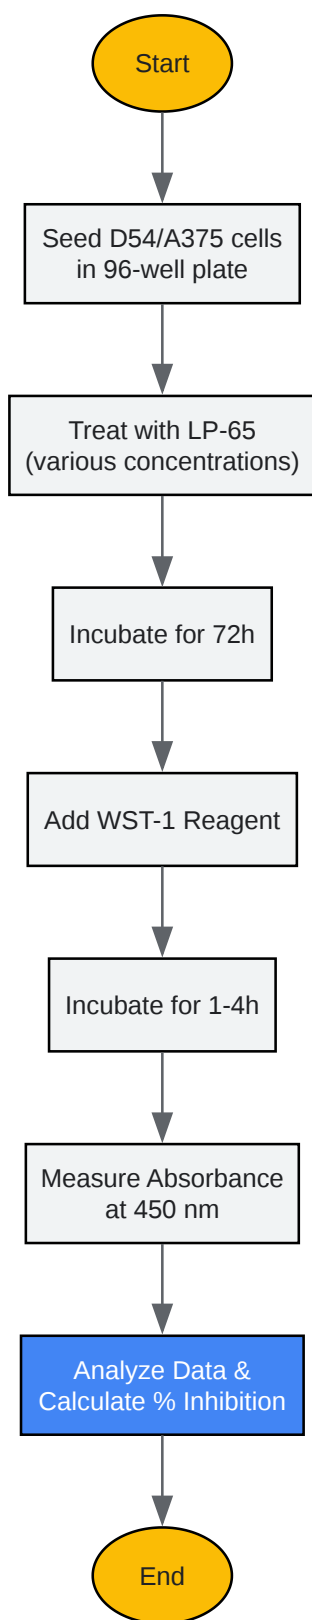 Start
Seed D54/A375 cells
in 96-well plate
Treat with LP-65
(various concentrations)
Incubate for 72h
Add WST-1 Reagent
Incubate for 1-4h
Measure Absorbance
at 450 nm
Analyze Data &
Calculate % Inhibition
End